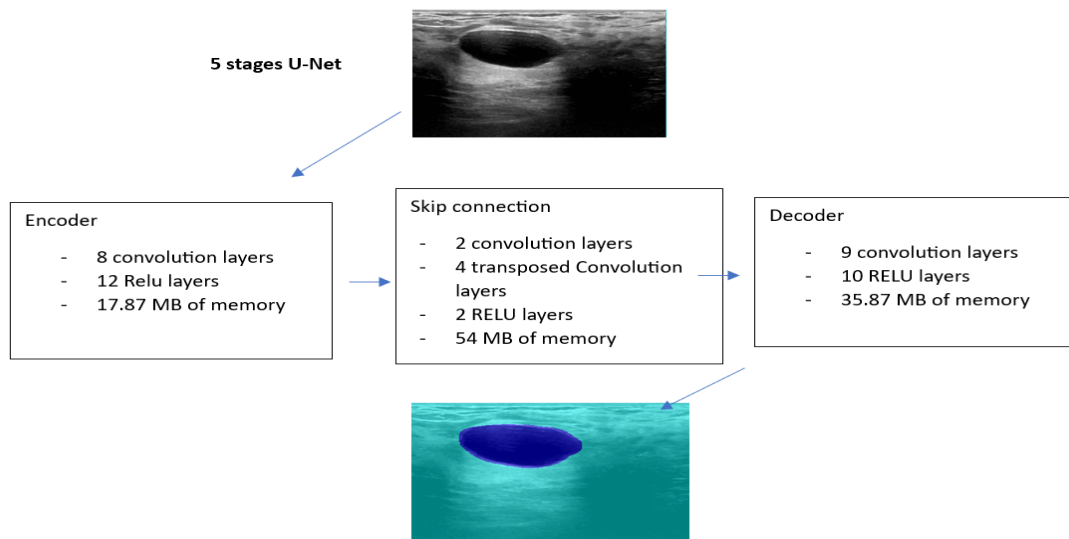 5 stages U-Net
Encoder
- 8 convolution layers
- 12 Relu layers
- 17.87 MB of memory
Skip connection
- 2 convolution layers
- 4 transposed Convolution
layers
- 2 RELU layers
- 54 MB of memory
Decoder
- 9 convolution layers
- 10 RELU layers
- 35.87 MB of memory